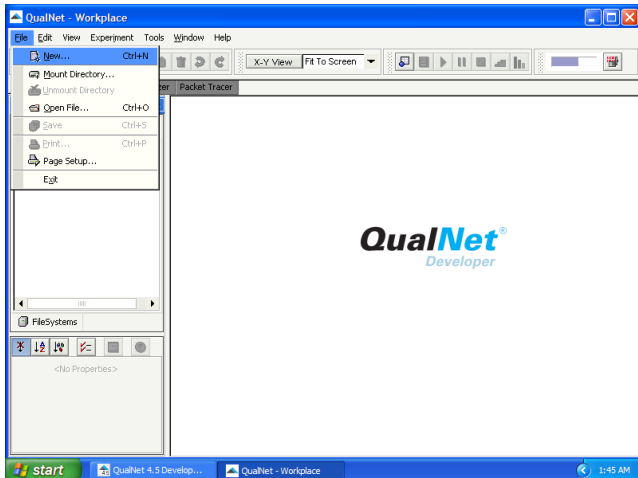 QualNet - Workplace
File Edit View Experiment Tools Window Help
New... Ctrl+N
X-Y View Fit To Screen
Mount Directory...
Unmount Directory
zer Packet Tracer
Open File... Ctrl+O
Save Ctrl+S
Print... Ctrl+P
Page Setup...
Exit
QualNet®
Developer
FileSystems
<No Properties>
start QualNet 4.5 Develop... QualNet - Workplace 1:45 AM